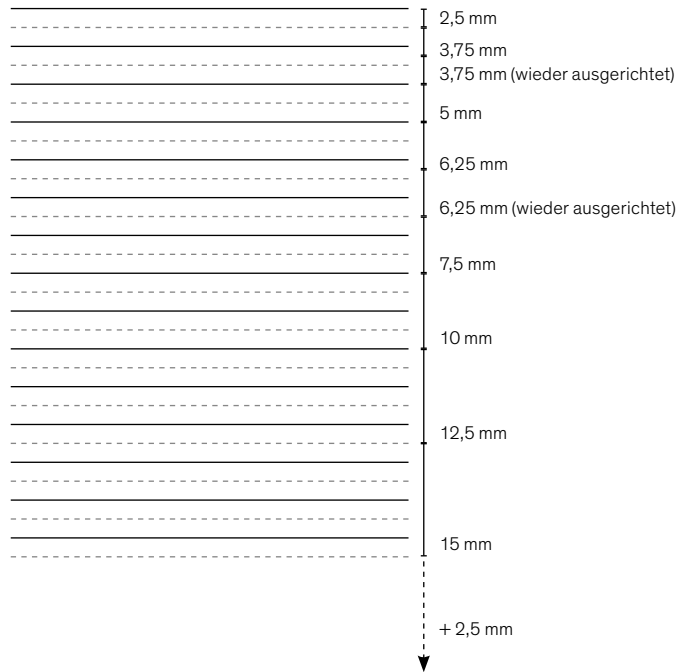 2,5 mm
3,75 mm
3,75 mm (wieder ausgerichtet)
5 mm
6,25 mm
6,25 mm (wieder ausgerichtet)
7,5 mm
10 mm
12,5 mm
15 mm
+ 2,5 mm